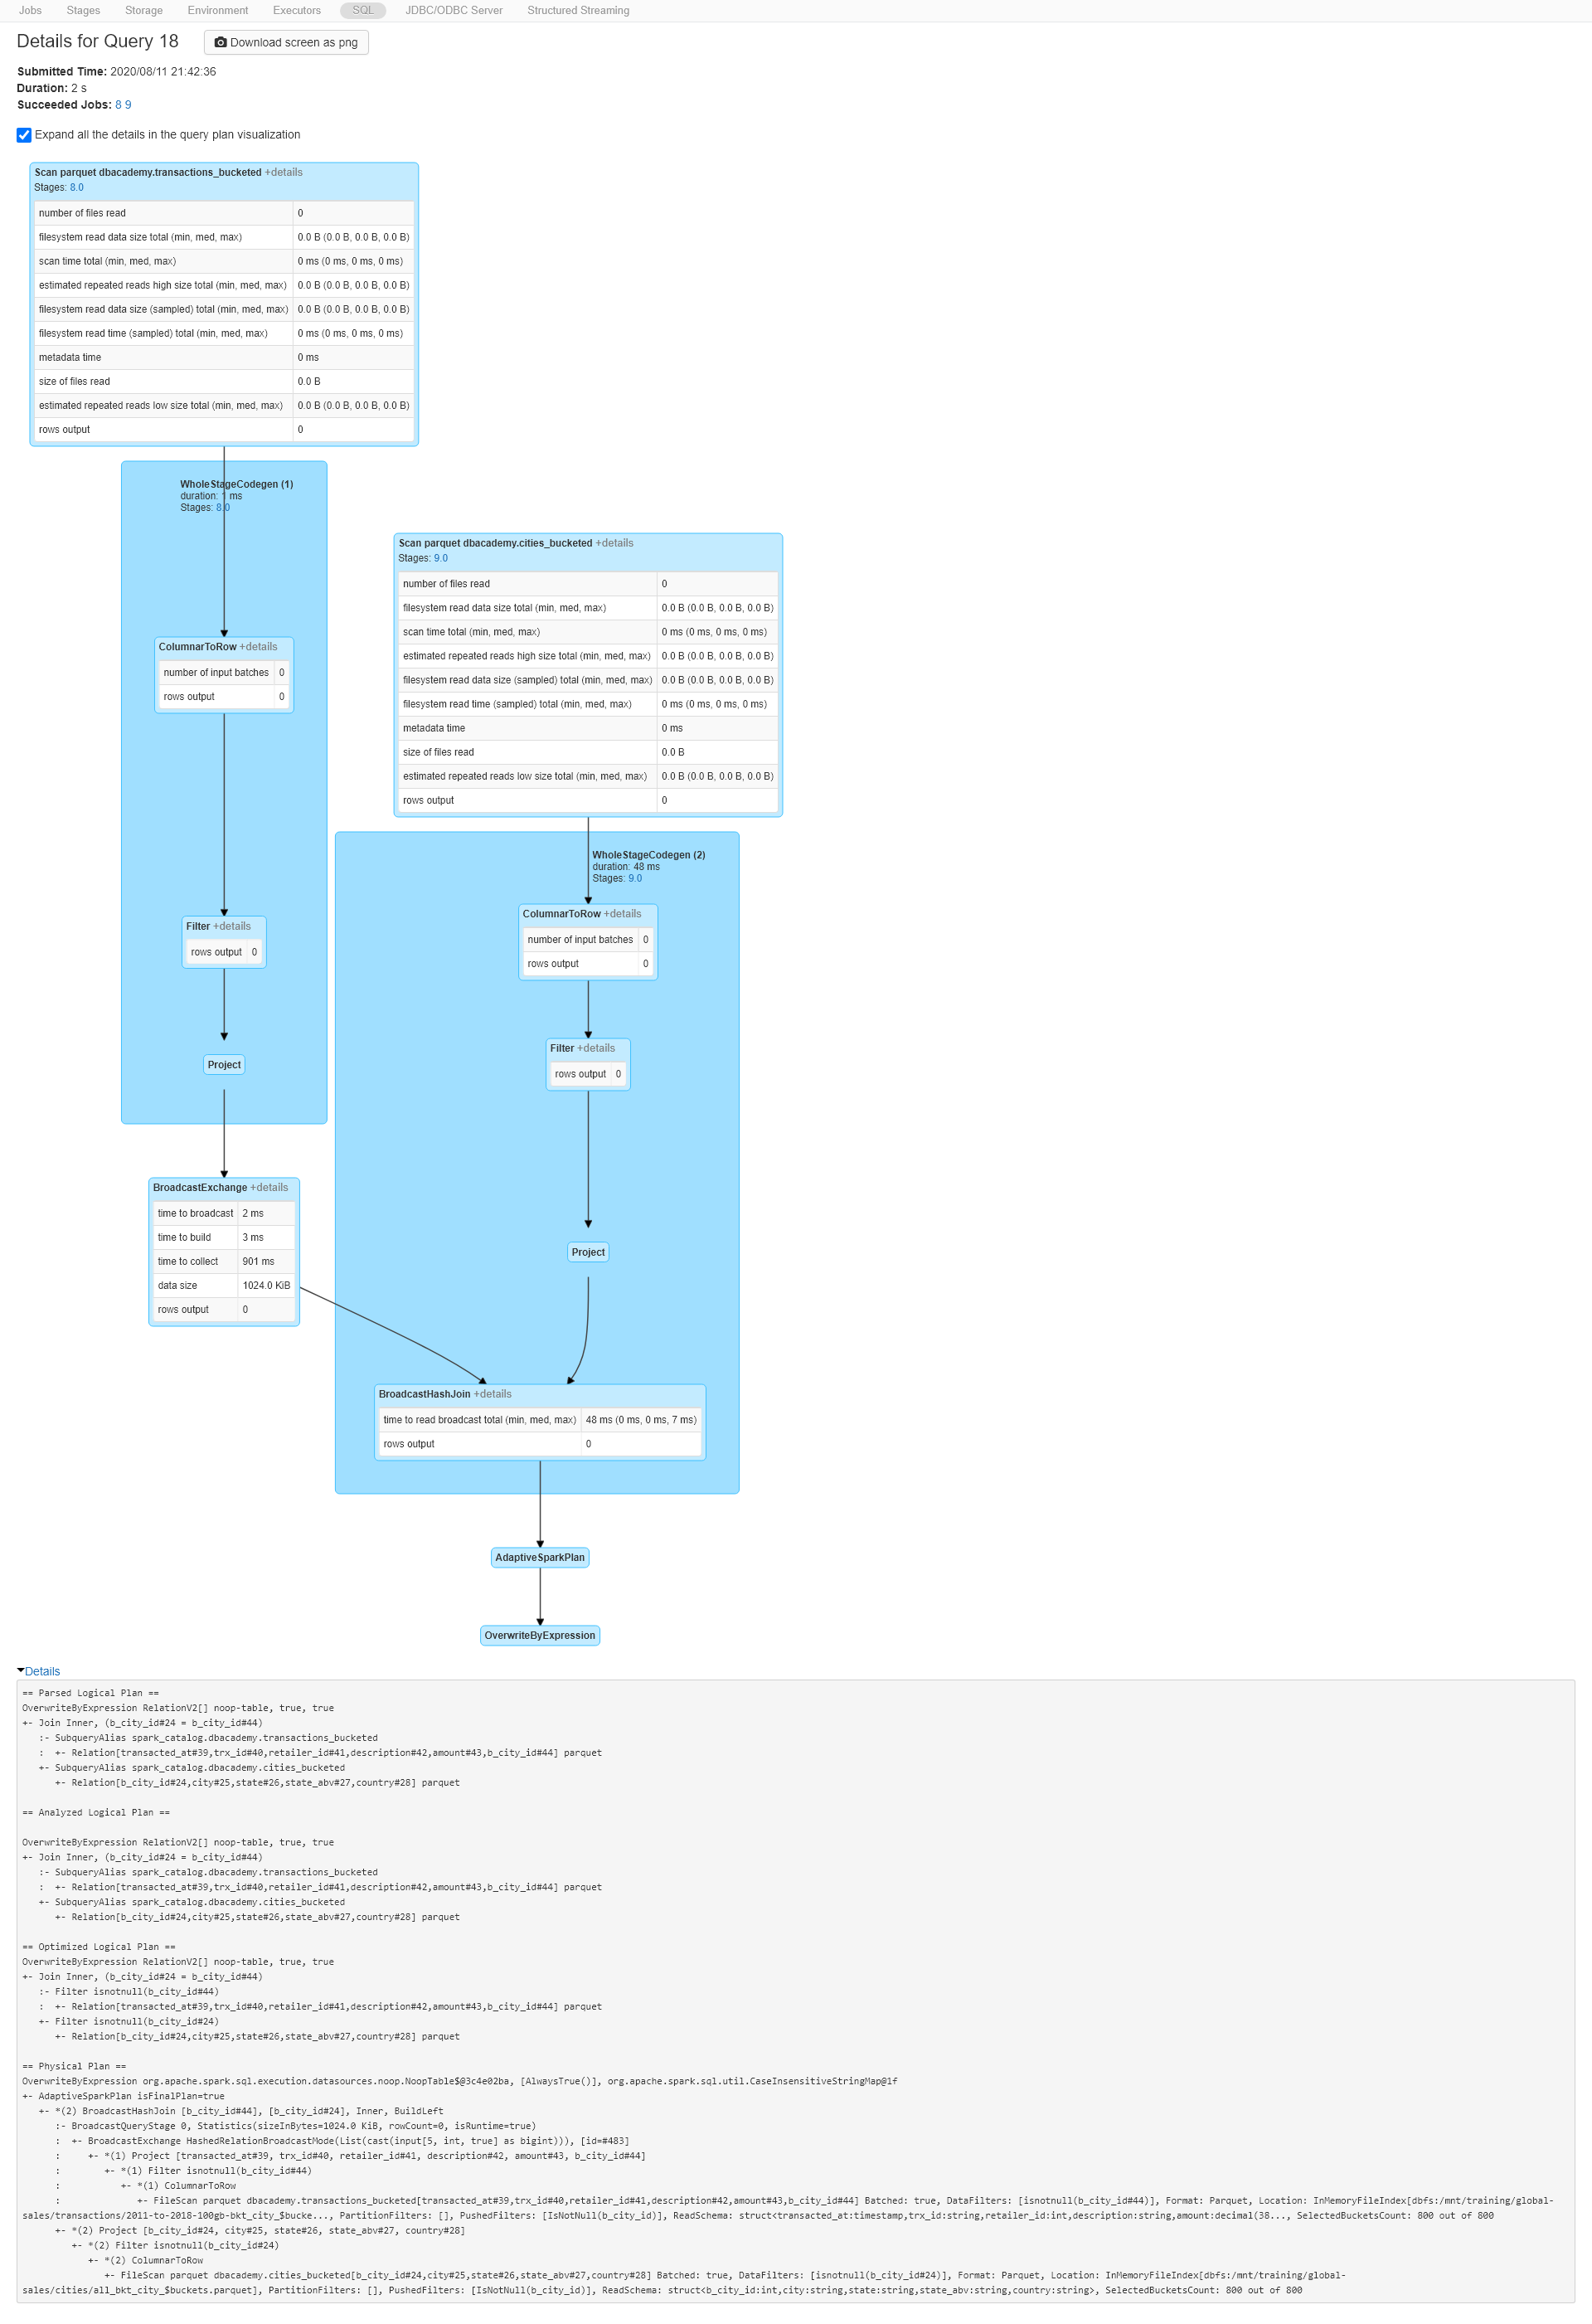 Jobs Stages Storage Environment Executors SQL JDBC/ODBC Server Structured Streaming
Details for Query 18
Download screen as png
Submitted Time: 2020/08/11 21:42:36
Duration: 2 s
Succeeded Jobs: 8 9
Expand all the details in the query plan visualization
Scan parquet dbacademy.transactions_bucketed +details
Stages: 8.0
number of files read 0
filesystem read data size total (min, med, max) 0.0 B (0.0 B, 0.0 B, 0.0 B)
scan time total (min, med, max) 0 ms (0 ms, 0 ms, 0 ms)
estimated repeated reads high size total (min, med, max) 0.0 B (0.0 B, 0.0 B, 0.0 B)
filesystem read data size (sampled) total (min, med, max) 0.0 B (0.0 B, 0.0 B, 0.0 B)
filesystem read time (sampled) total (min, med, max) 0 ms (0 ms, 0 ms, 0 ms)
metadata time 0 ms
size of files read 0.0 B
estimated repeated reads low size total (min, med, max) 0.0 B (0.0 B, 0.0 B, 0.0 B)
rows output 0
WholeStageCodegen (1)
duration: 1 ms
Stages: 8.0
ColumnarToRow +details
number of input batches 0
rows output 0
Filter +details
rows output 0
Project
BroadcastExchange +details
time to broadcast 2 ms
time to build 3 ms
time to collect 901 ms
data size 1024.0 KiB
rows output 0
Scan parquet dbacademy.cities_bucketed +details
Stages: 9.0
number of files read 0
filesystem read data size total (min, med, max) 0.0 B (0.0 B, 0.0 B, 0.0 B)
scan time total (min, med, max) 0 ms (0 ms, 0 ms, 0 ms)
estimated repeated reads high size total (min, med, max) 0.0 B (0.0 B, 0.0 B, 0.0 B)
filesystem read data size (sampled) total (min, med, max) 0.0 B (0.0 B, 0.0 B, 0.0 B)
filesystem read time (sampled) total (min, med, max) 0 ms (0 ms, 0 ms, 0 ms)
metadata time 0 ms
size of files read 0.0 B
estimated repeated reads low size total (min, med, max) 0.0 B (0.0 B, 0.0 B, 0.0 B)
rows output 0
WholeStageCodegen (2)
duration: 48 ms
Stages: 9.0
ColumnarToRow +details
number of input batches 0
rows output 0
Filter +details
rows output 0
Project
BroadcastHashJoin +details
time to read broadcast total (min, med, max) 48 ms (0 ms, 0 ms, 7 ms)
rows output 0
AdaptiveSparkPlan
OverwriteByExpression
Details
== Parsed Logical Plan ==
OverwriteByExpression RelationV2[] noop-table, true, true
+- Join Inner, (b_city_id#24 = b_city_id#44)
   :- SubqueryAlias spark_catalog.dbacademy.transactions_bucketed
   :  +- Relation[transacted_at#39,trx_id#40,retailer_id#41,description#42,amount#43,b_city_id#44] parquet
   +- SubqueryAlias spark_catalog.dbacademy.cities_bucketed
      +- Relation[b_city_id#24,city#25,state#26,state_abv#27,country#28] parquet
== Analyzed Logical Plan ==
OverwriteByExpression RelationV2[] noop-table, true, true
+- Join Inner, (b_city_id#24 = b_city_id#44)
   :- SubqueryAlias spark_catalog.dbacademy.transactions_bucketed
   :  +- Relation[transacted_at#39,trx_id#40,retailer_id#41,description#42,amount#43,b_city_id#44] parquet
   +- SubqueryAlias spark_catalog.dbacademy.cities_bucketed
      +- Relation[b_city_id#24,city#25,state#26,state_abv#27,country#28] parquet
== Optimized Logical Plan ==
OverwriteByExpression RelationV2[] noop-table, true, true
+- Join Inner, (b_city_id#24 = b_city_id#44)
   :- Filter isnotnull(b_city_id#44)
   :  +- Relation[transacted_at#39,trx_id#40,retailer_id#41,description#42,amount#43,b_city_id#44] parquet
   +- Filter isnotnull(b_city_id#24)
      +- Relation[b_city_id#24,city#25,state#26,state_abv#27,country#28] parquet
== Physical Plan ==
OverwriteByExpression org.apache.spark.sql.execution.datasources.noop.NoopTable$@3c4e02ba, [AlwaysTrue()], org.apache.spark.sql.util.CaseInsensitiveStringMap@1f
+- AdaptiveSparkPlan isFinalPlan=true
   +- *(2) BroadcastHashJoin [b_city_id#44], [b_city_id#24], Inner, BuildLeft
      :- BroadcastQueryStage 0, Statistics(sizeInBytes=1024.0 KiB, rowCount=0, isRuntime=true)
      :  +- BroadcastExchange HashedRelationBroadcastMode(List(cast(input[5, int, true] as bigint))), [id=#483]
      :     +- *(1) Project [transacted_at#39, trx_id#40, retailer_id#41, description#42, amount#43, b_city_id#44]
      :        +- *(1) Filter isnotnull(b_city_id#44)
      :           +- *(1) ColumnarToRow
      :              +- FileScan parquet dbacademy.transactions_bucketed[transacted_at#39,trx_id#40,retailer_id#41,description#42,amount#43,b_city_id#44] Batched: true, DataFilters: [isnotnull(b_city_id#44)], Format: Parquet, Location: InMemoryFileIndex[dbfs:/mnt/training/global-
sales/transactions/2011-to-2018-100gb-bkt_city_$bucke..., PartitionFilters: [], PushedFilters: [IsNotNull(b_city_id)], ReadSchema: struct<transacted_at:timestamp,trx_id:string,retailer_id:int,description:string,amount:decimal(38..., SelectedBucketsCount: 800 out of 800
      +- *(2) Project [b_city_id#24, city#25, state#26, state_abv#27, country#28]
         +- *(2) Filter isnotnull(b_city_id#24)
            +- *(2) ColumnarToRow
               +- FileScan parquet dbacademy.cities_bucketed[b_city_id#24,city#25,state#26,state_abv#27,country#28] Batched: true, DataFilters: [isnotnull(b_city_id#24)], Format: Parquet, Location: InMemoryFileIndex[dbfs:/mnt/training/global-
sales/cities/all_bkt_city_$buckets.parquet], PartitionFilters: [], PushedFilters: [IsNotNull(b_city_id)], ReadSchema: struct<b_city_id:int,city:string,state:string,state_abv:string,country:string>, SelectedBucketsCount: 800 out of 800